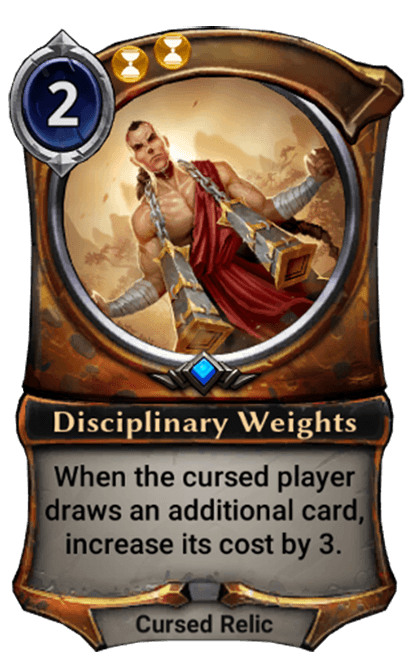 2
Disciplinary Weights
When the cursed player
draws an additional card,
increase its cost by 3.
Cursed Relic